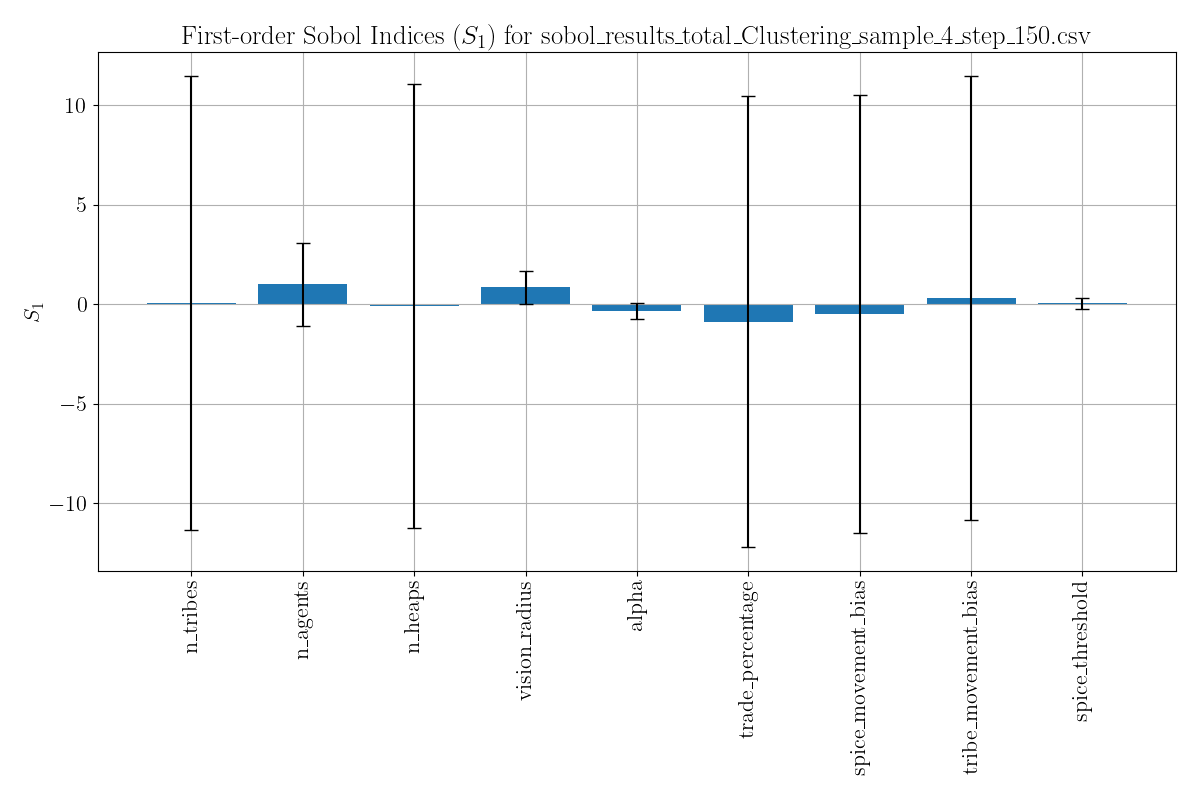 First-order Sobol Indices (S₁) for sobol_results_total_Clustering_sample_4_step_150.csv
S₁
10
5
0
−5
−10
n_tribes
n_agents
n_heaps
vision_radius
alpha
trade_percentage
spice_movement_bias
tribe_movement_bias
spice_threshold